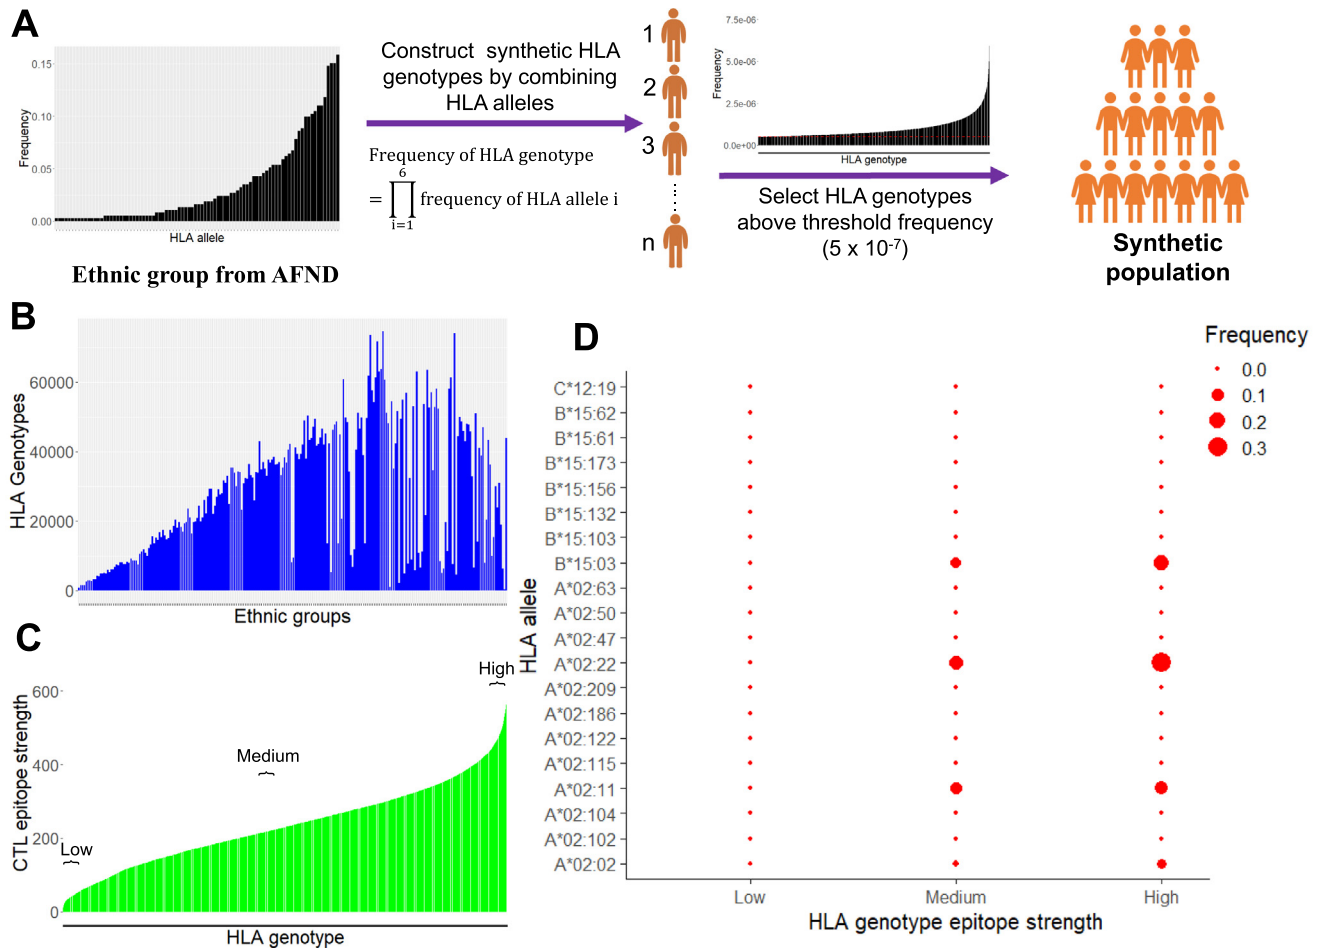 A
0.15
0.10
0.05
0.00
Frequency
HLA allele
Ethnic group from AFND
Construct synthetic HLA
genotypes by combining
HLA alleles
Frequency of HLA genotype
= ∏ frequency of HLA allele i
6
i=1
1
2
3
n
7.5e-06
5.0e-06
2.5e-06
0.0e+00
Frequency
HLA genotype
Select HLA genotypes
above threshold frequency
(5 x 10-7)
Synthetic
population
B
60000
40000
20000
0
HLA Genotypes
Ethnic groups
C
600
400
200
0
CTL epitope strength
Low
Medium
High
HLA genotype
D
C*12:19
B*15:62
B*15:61
B*15:173
B*15:156
B*15:132
B*15:103
B*15:03
A*02:63
A*02:50
A*02:47
A*02:22
A*02:209
A*02:186
A*02:122
A*02:115
A*02:11
A*02:104
A*02:102
A*02:02
HLA allele
Low Medium High
HLA genotype epitope strength
Frequency
0.0
0.1
0.2
0.3